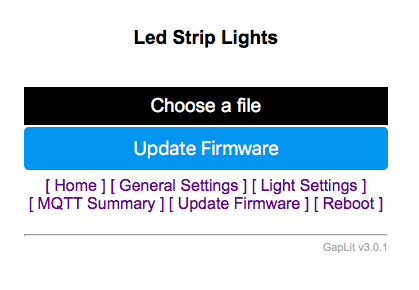 Led Strip Lights
Choose a file
Update Firmware
[ Home ] [ General Settings ] [ Light Settings ]
[ MQTT Summary ] [ Update Firmware ] [ Reboot ]
GapLit v3.0.1